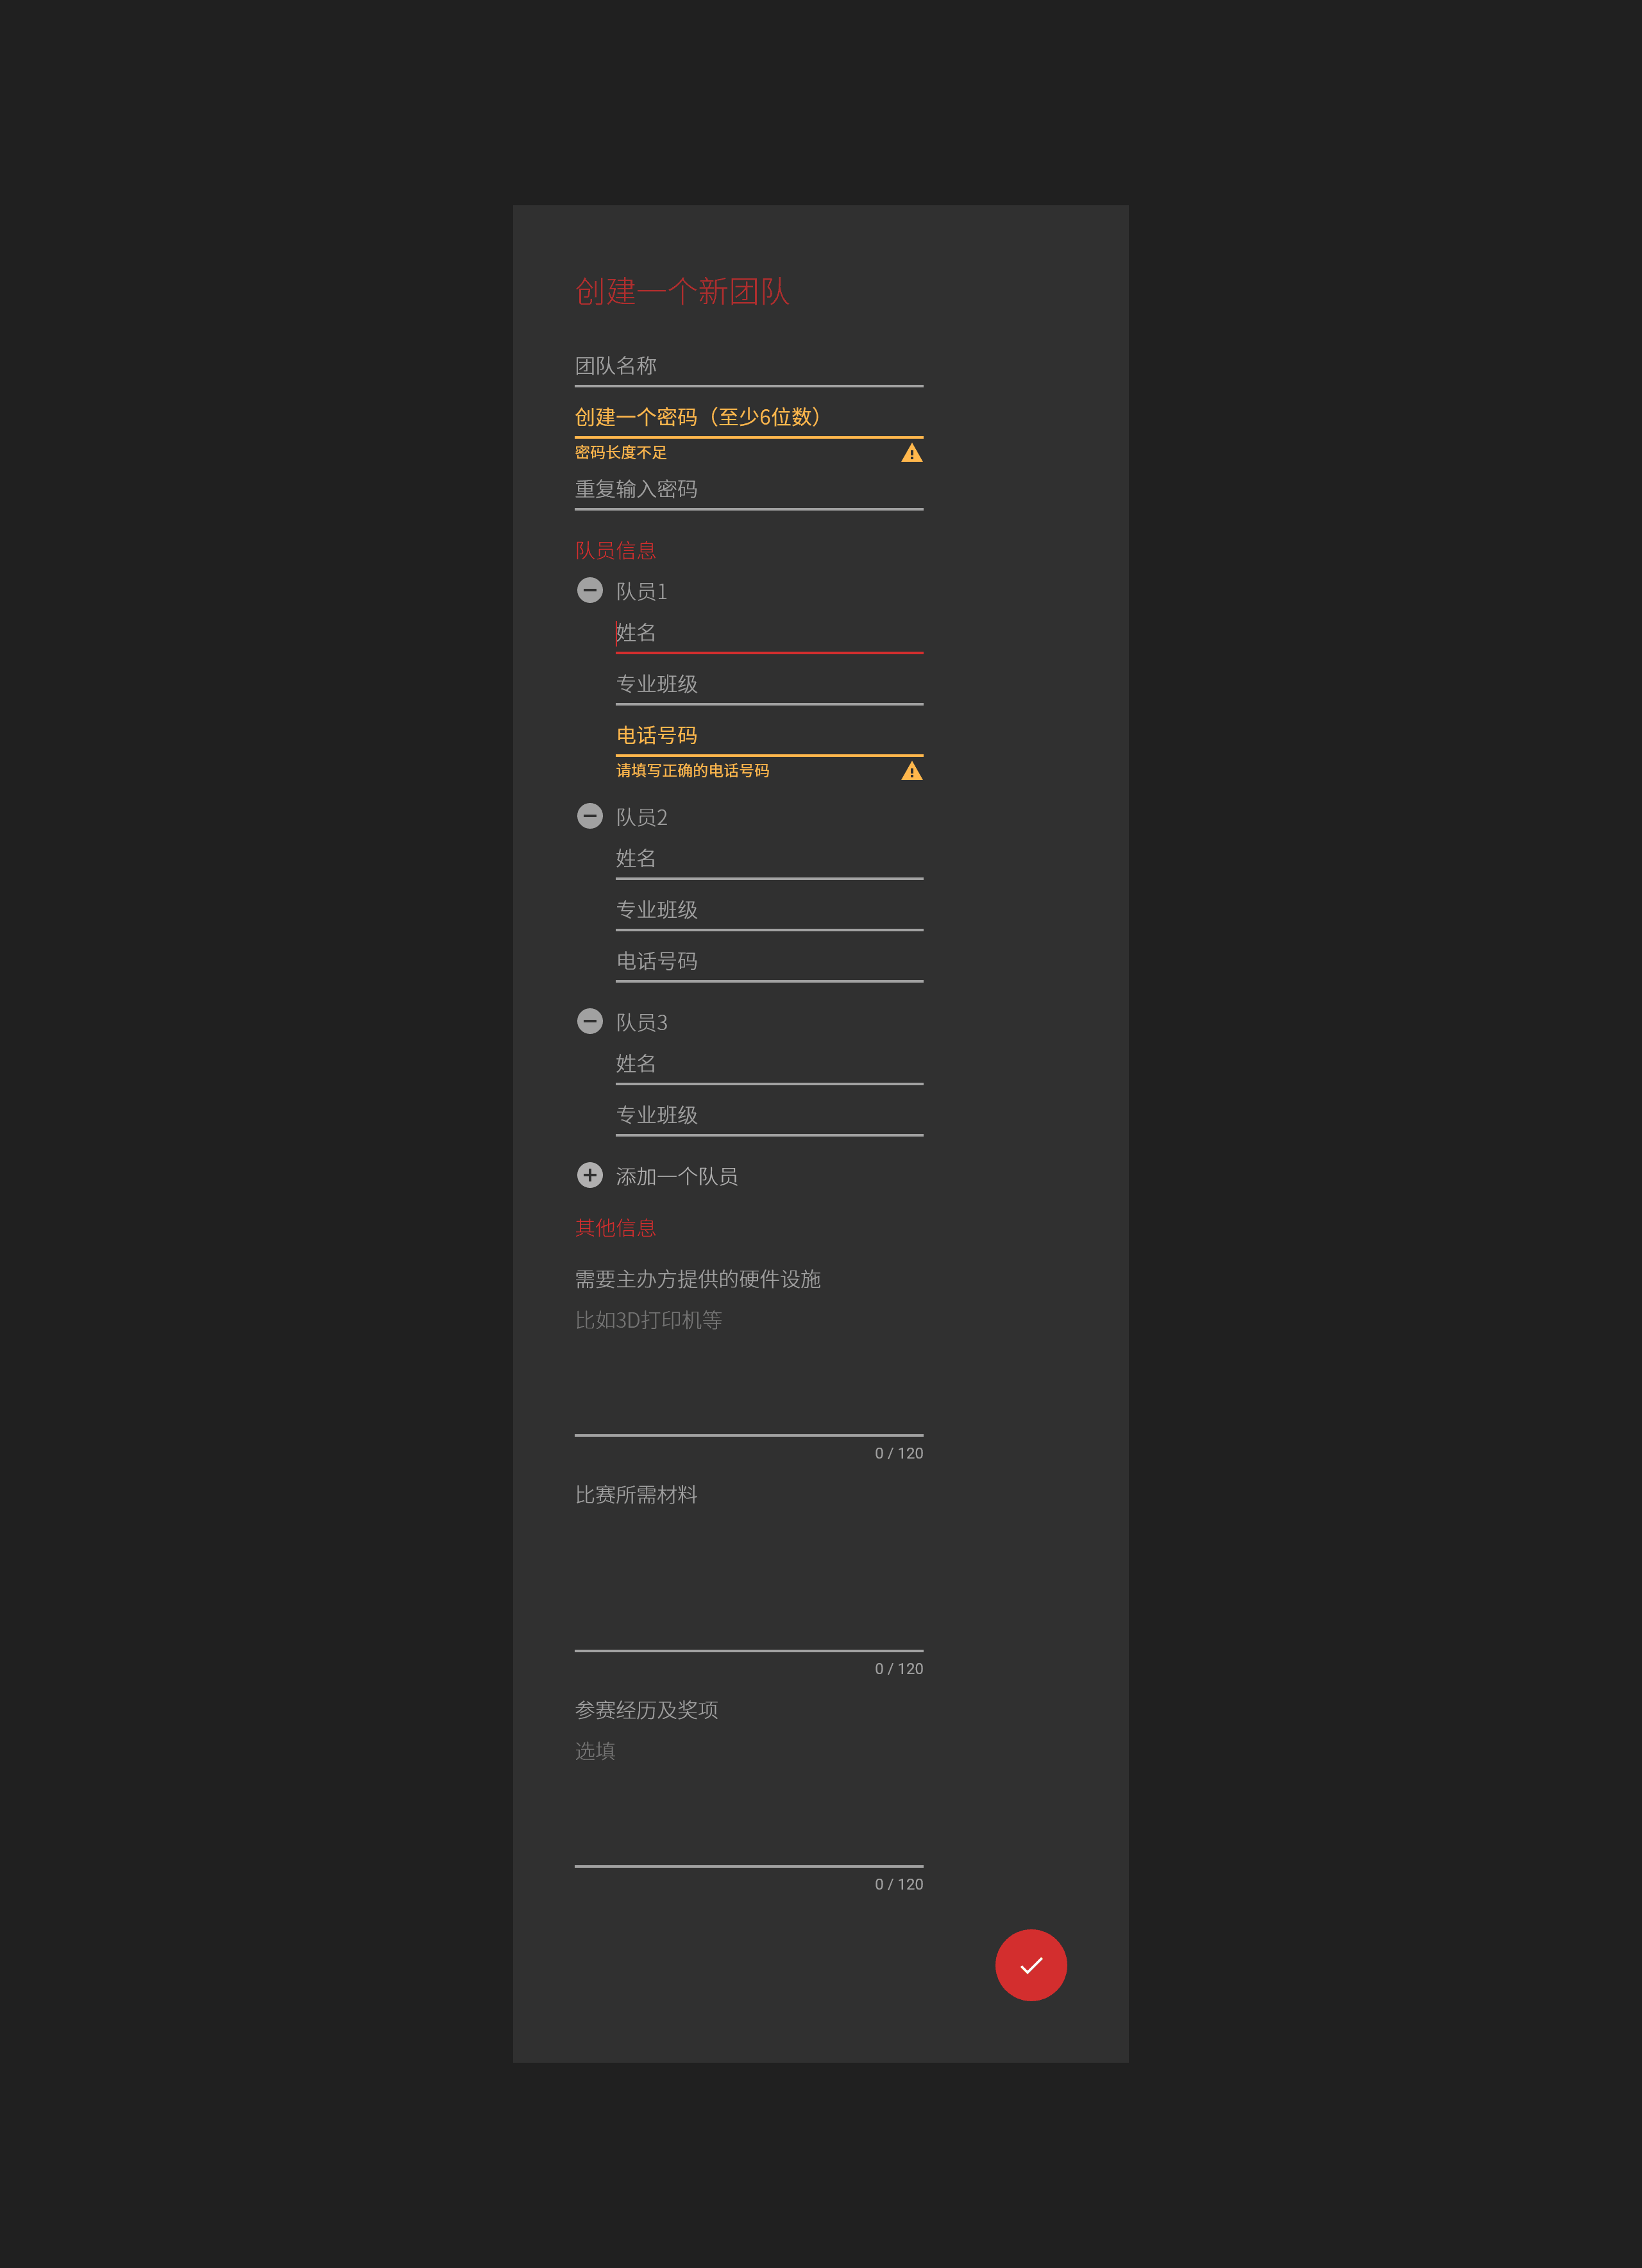 创建一个新团队
团队名称
创建一个密码（至少6位数）
密码长度不足
重复输入密码
队员信息
队员1
姓名
专业班级
电话号码
请填写正确的电话号码
队员2
姓名
专业班级
电话号码
队员3
姓名
专业班级
添加一个队员
其他信息
需要主办方提供的硬件设施
比如3D打印机等
0 / 120
比赛所需材料
0 / 120
参赛经历及奖项
选填
0 / 120